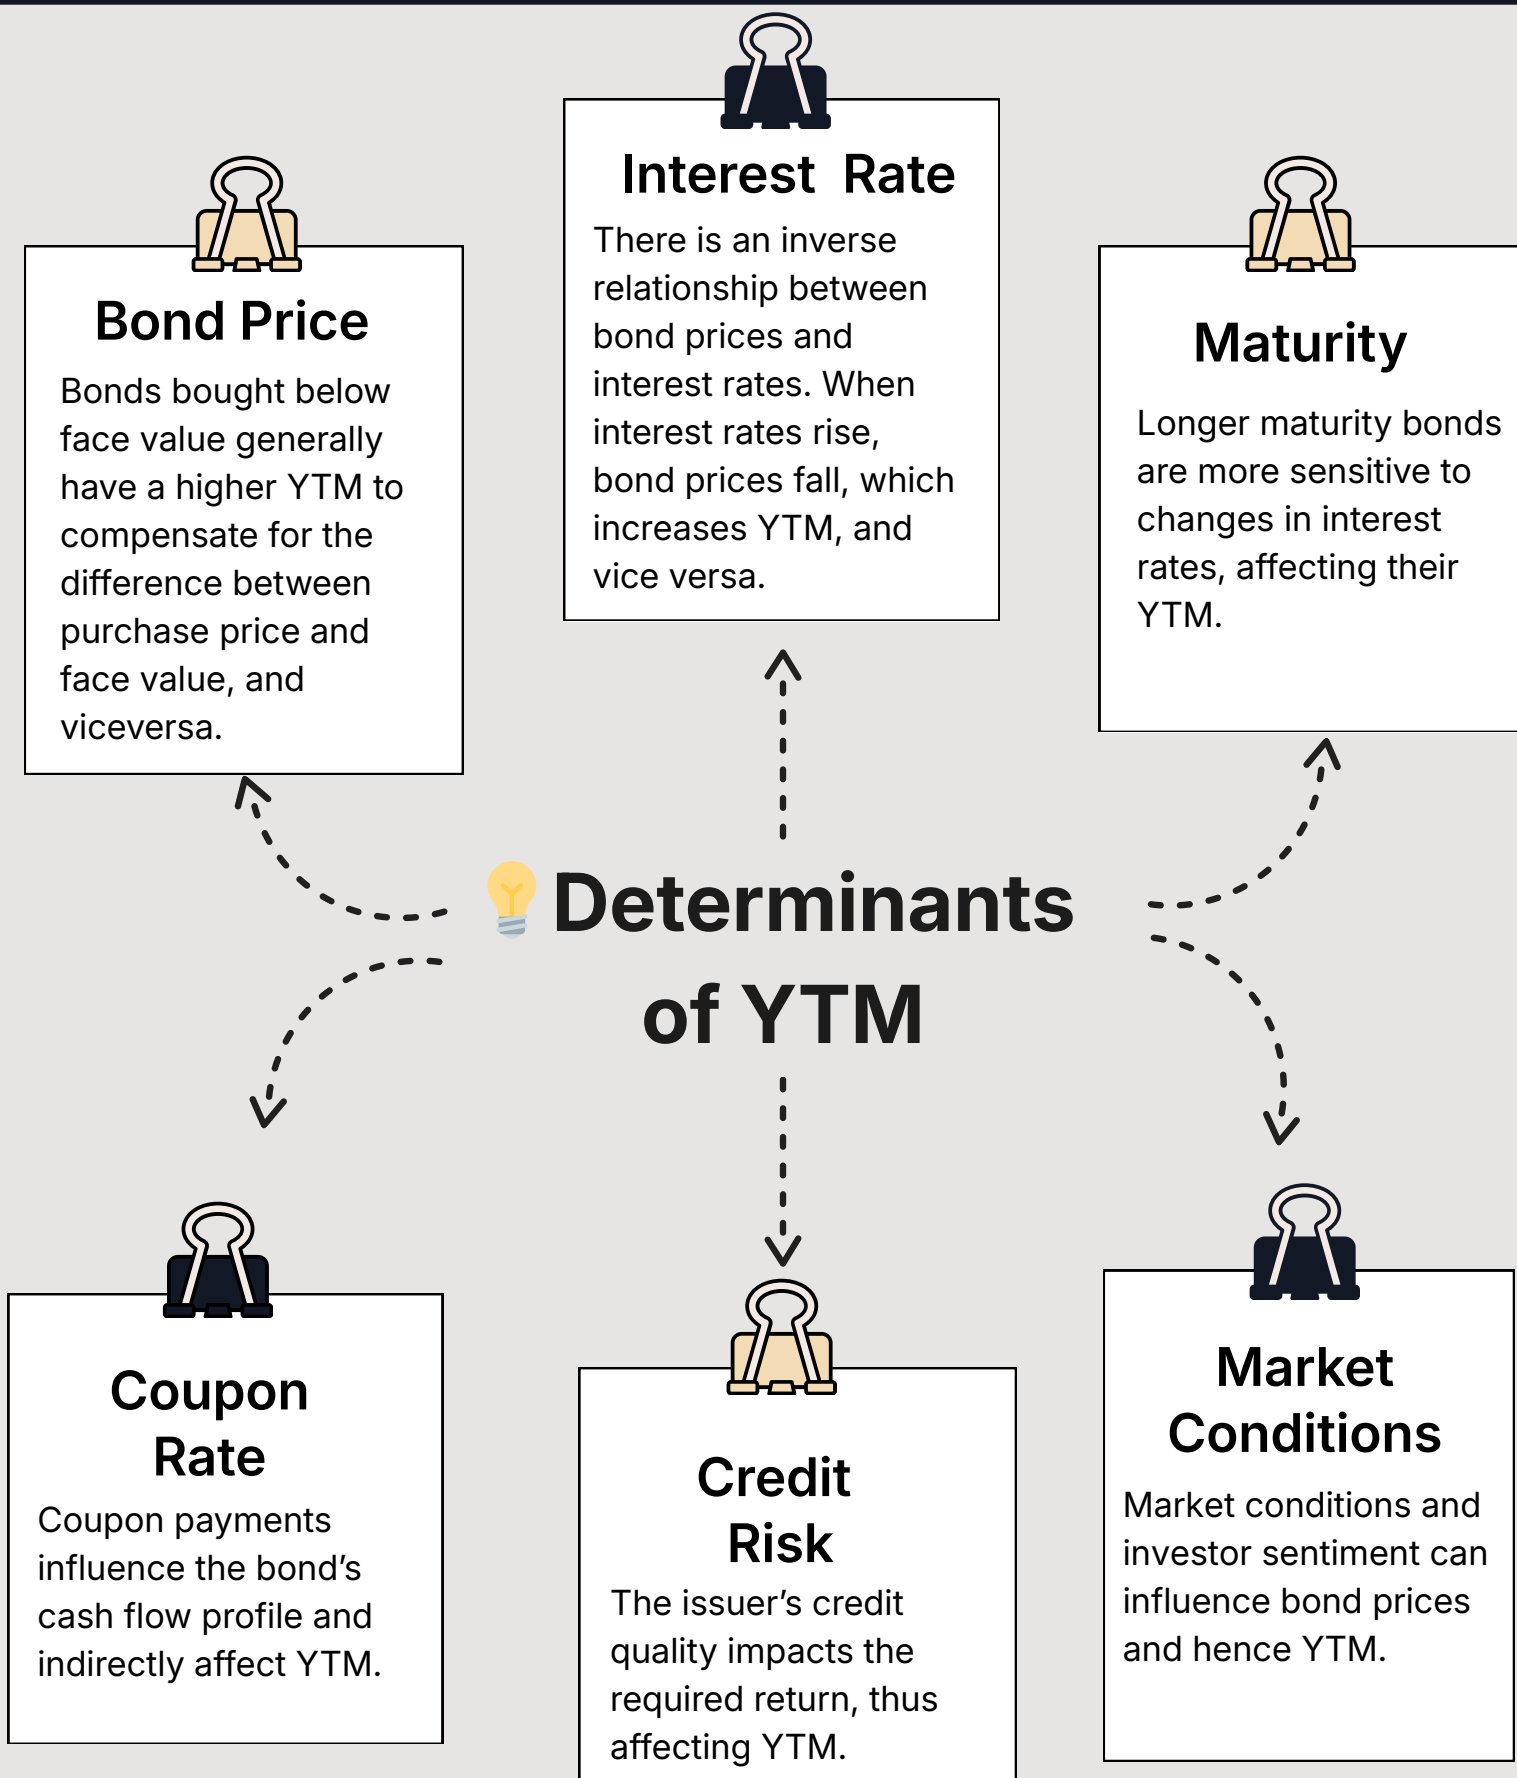 Interest  Rate
There is an inverse
relationship between
bond prices and
interest rates. When
interest rates rise,
bond prices fall, which
increases YTM, and
vice versa.
Bond Price
Bonds bought below
face value generally
have a higher YTM to
compensate for the
difference between
purchase price and
face value, and
viceversa.
Maturity
Longer maturity bonds
are more sensitive to
changes in interest
rates, affecting their
YTM.
Determinants
of YTM
Coupon
Rate
Coupon payments
influence the bond’s
cash flow profile and
indirectly affect YTM.
Credit
Risk
The issuer’s credit
quality impacts the
required return, thus
affecting YTM.
Market
Conditions
Market conditions and
investor sentiment can
influence bond prices
and hence YTM.